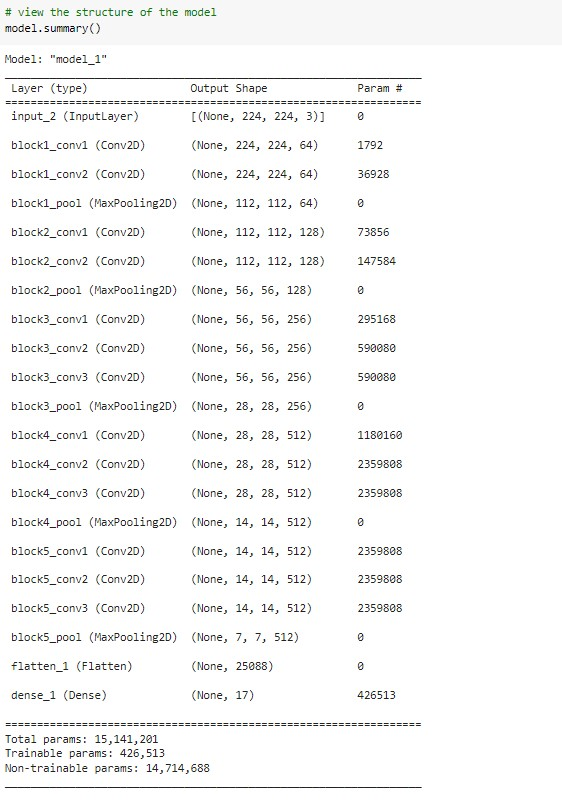 # view the structure of the model
model.summary()
Model: "model_1"
Layer (type) Output Shape Param #
input_2 (InputLayer) [(None, 224, 224, 3)] 0
block1_conv1 (Conv2D) (None, 224, 224, 64) 1792
block1_conv2 (Conv2D) (None, 224, 224, 64) 36928
block1_pool (MaxPooling2D) (None, 112, 112, 64) 0
block2_conv1 (Conv2D) (None, 112, 112, 128) 73856
block2_conv2 (Conv2D) (None, 112, 112, 128) 147584
block2_pool (MaxPooling2D) (None, 56, 56, 128) 0
block3_conv1 (Conv2D) (None, 56, 56, 256) 295168
block3_conv2 (Conv2D) (None, 56, 56, 256) 590080
block3_conv3 (Conv2D) (None, 56, 56, 256) 590080
block3_pool (MaxPooling2D) (None, 28, 28, 256) 0
block4_conv1 (Conv2D) (None, 28, 28, 512) 1180160
block4_conv2 (Conv2D) (None, 28, 28, 512) 2359808
block4_conv3 (Conv2D) (None, 28, 28, 512) 2359808
block4_pool (MaxPooling2D) (None, 14, 14, 512) 0
block5_conv1 (Conv2D) (None, 14, 14, 512) 2359808
block5_conv2 (Conv2D) (None, 14, 14, 512) 2359808
block5_conv3 (Conv2D) (None, 14, 14, 512) 2359808
block5_pool (MaxPooling2D) (None, 7, 7, 512) 0
flatten_1 (Flatten) (None, 25088) 0
dense_1 (Dense) (None, 17) 426513
Total params: 15,141,201
Trainable params: 426,513
Non-trainable params: 14,714,688